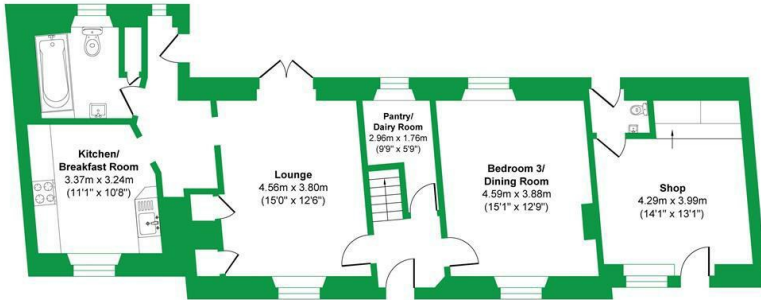 Kitchen/
Breakfast Room
3.37m x 3.24m
(11'1" x 10'8")
Lounge
4.56m x 3.80m
(15'0" x 12'6")
Pantry/
Dairy Room
2.96m x 1.76m
(9'9" x 5'9")
Bedroom 3/
Dining Room
4.59m x 3.88m
(15'1" x 12'9")
Shop
4.29m x 3.99m
(14'1" x 13'1")